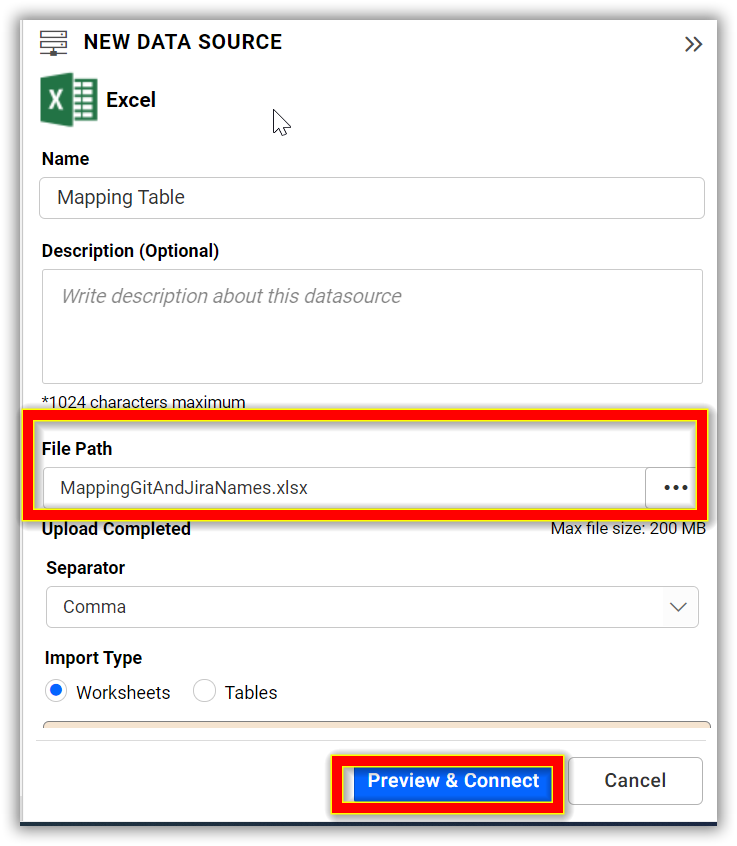 NEW DATA SOURCE
X
Excel
Name
Mapping Table
Description (Optional)
Write description about this datasource
*1024 characters maximum
File Path
MappingGitAndJiraNames.xlsx
Upload Completed Max file size: 200 MB
Separator
Comma
Import Type
Worksheets Tables
Preview & Connect Cancel